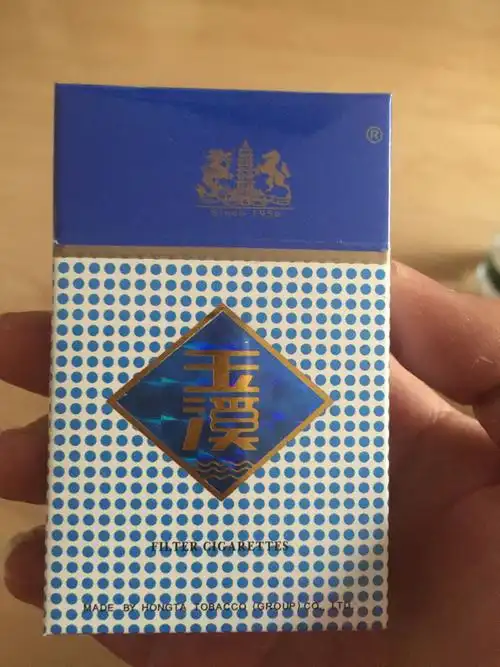 ®
Since 1956
玉
溪
FILTER CIGARETTES
MADE BY HONGTA TOBACCO (GROUP) CO., LTD.